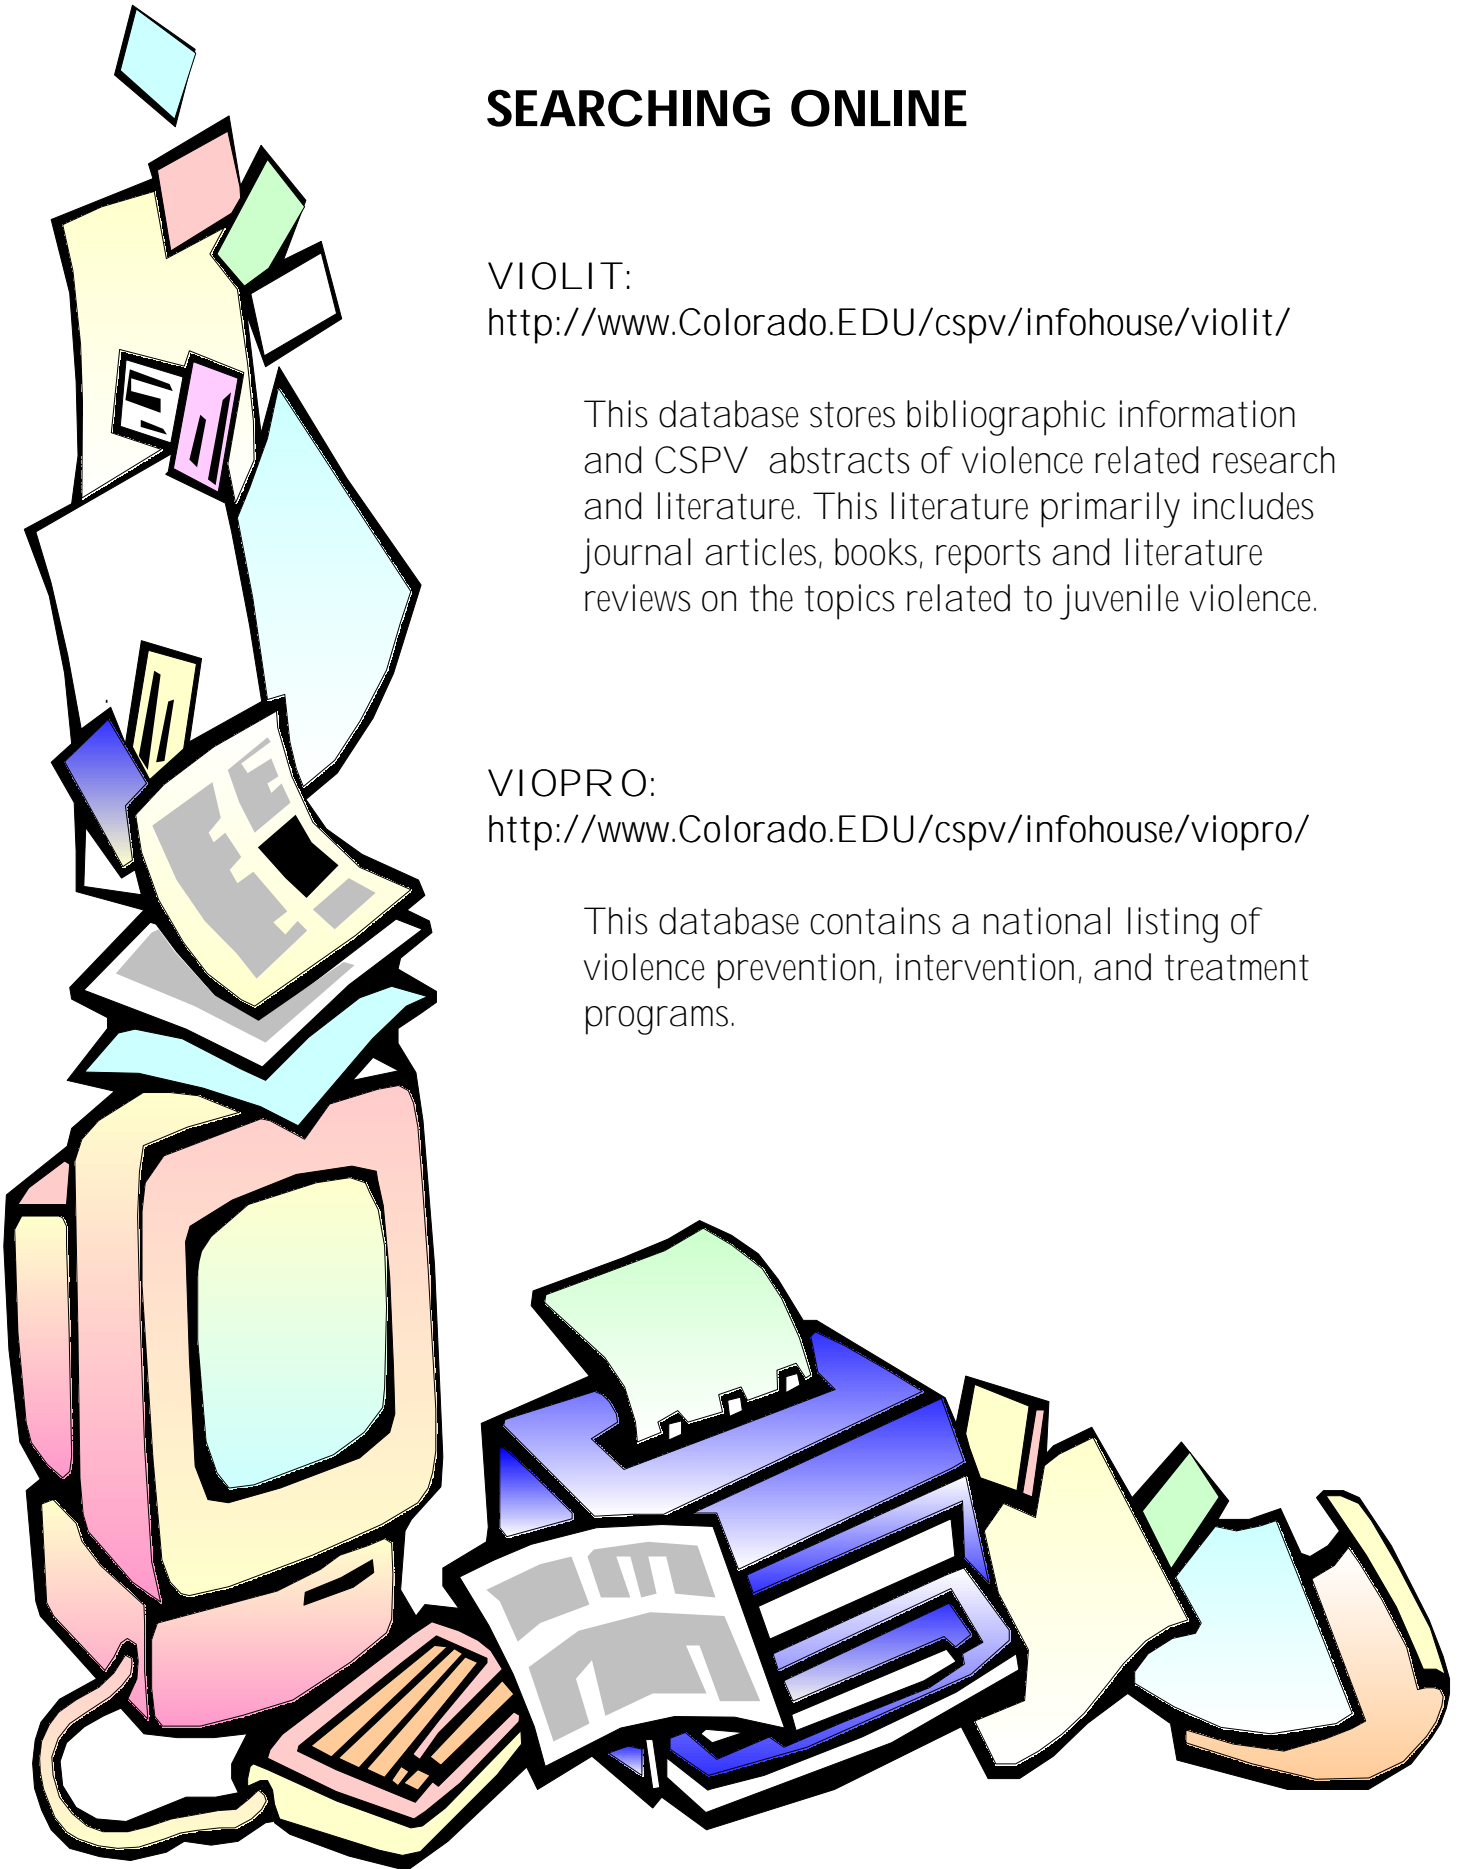 SEARCHING ONLINE
VIOLIT:
http://www.Colorado.EDU/cspv/infohouse/violit/
This database stores bibliographic information
and CSPV abstracts of violence related research
and literature. This literature primarily includes
journal articles, books, reports and literature
reviews on the topics related to juvenile violence.
VIOPRO:
http://www.Colorado.EDU/cspv/infohouse/viopro/
This database contains a national listing of
violence prevention, intervention, and treatment
programs.